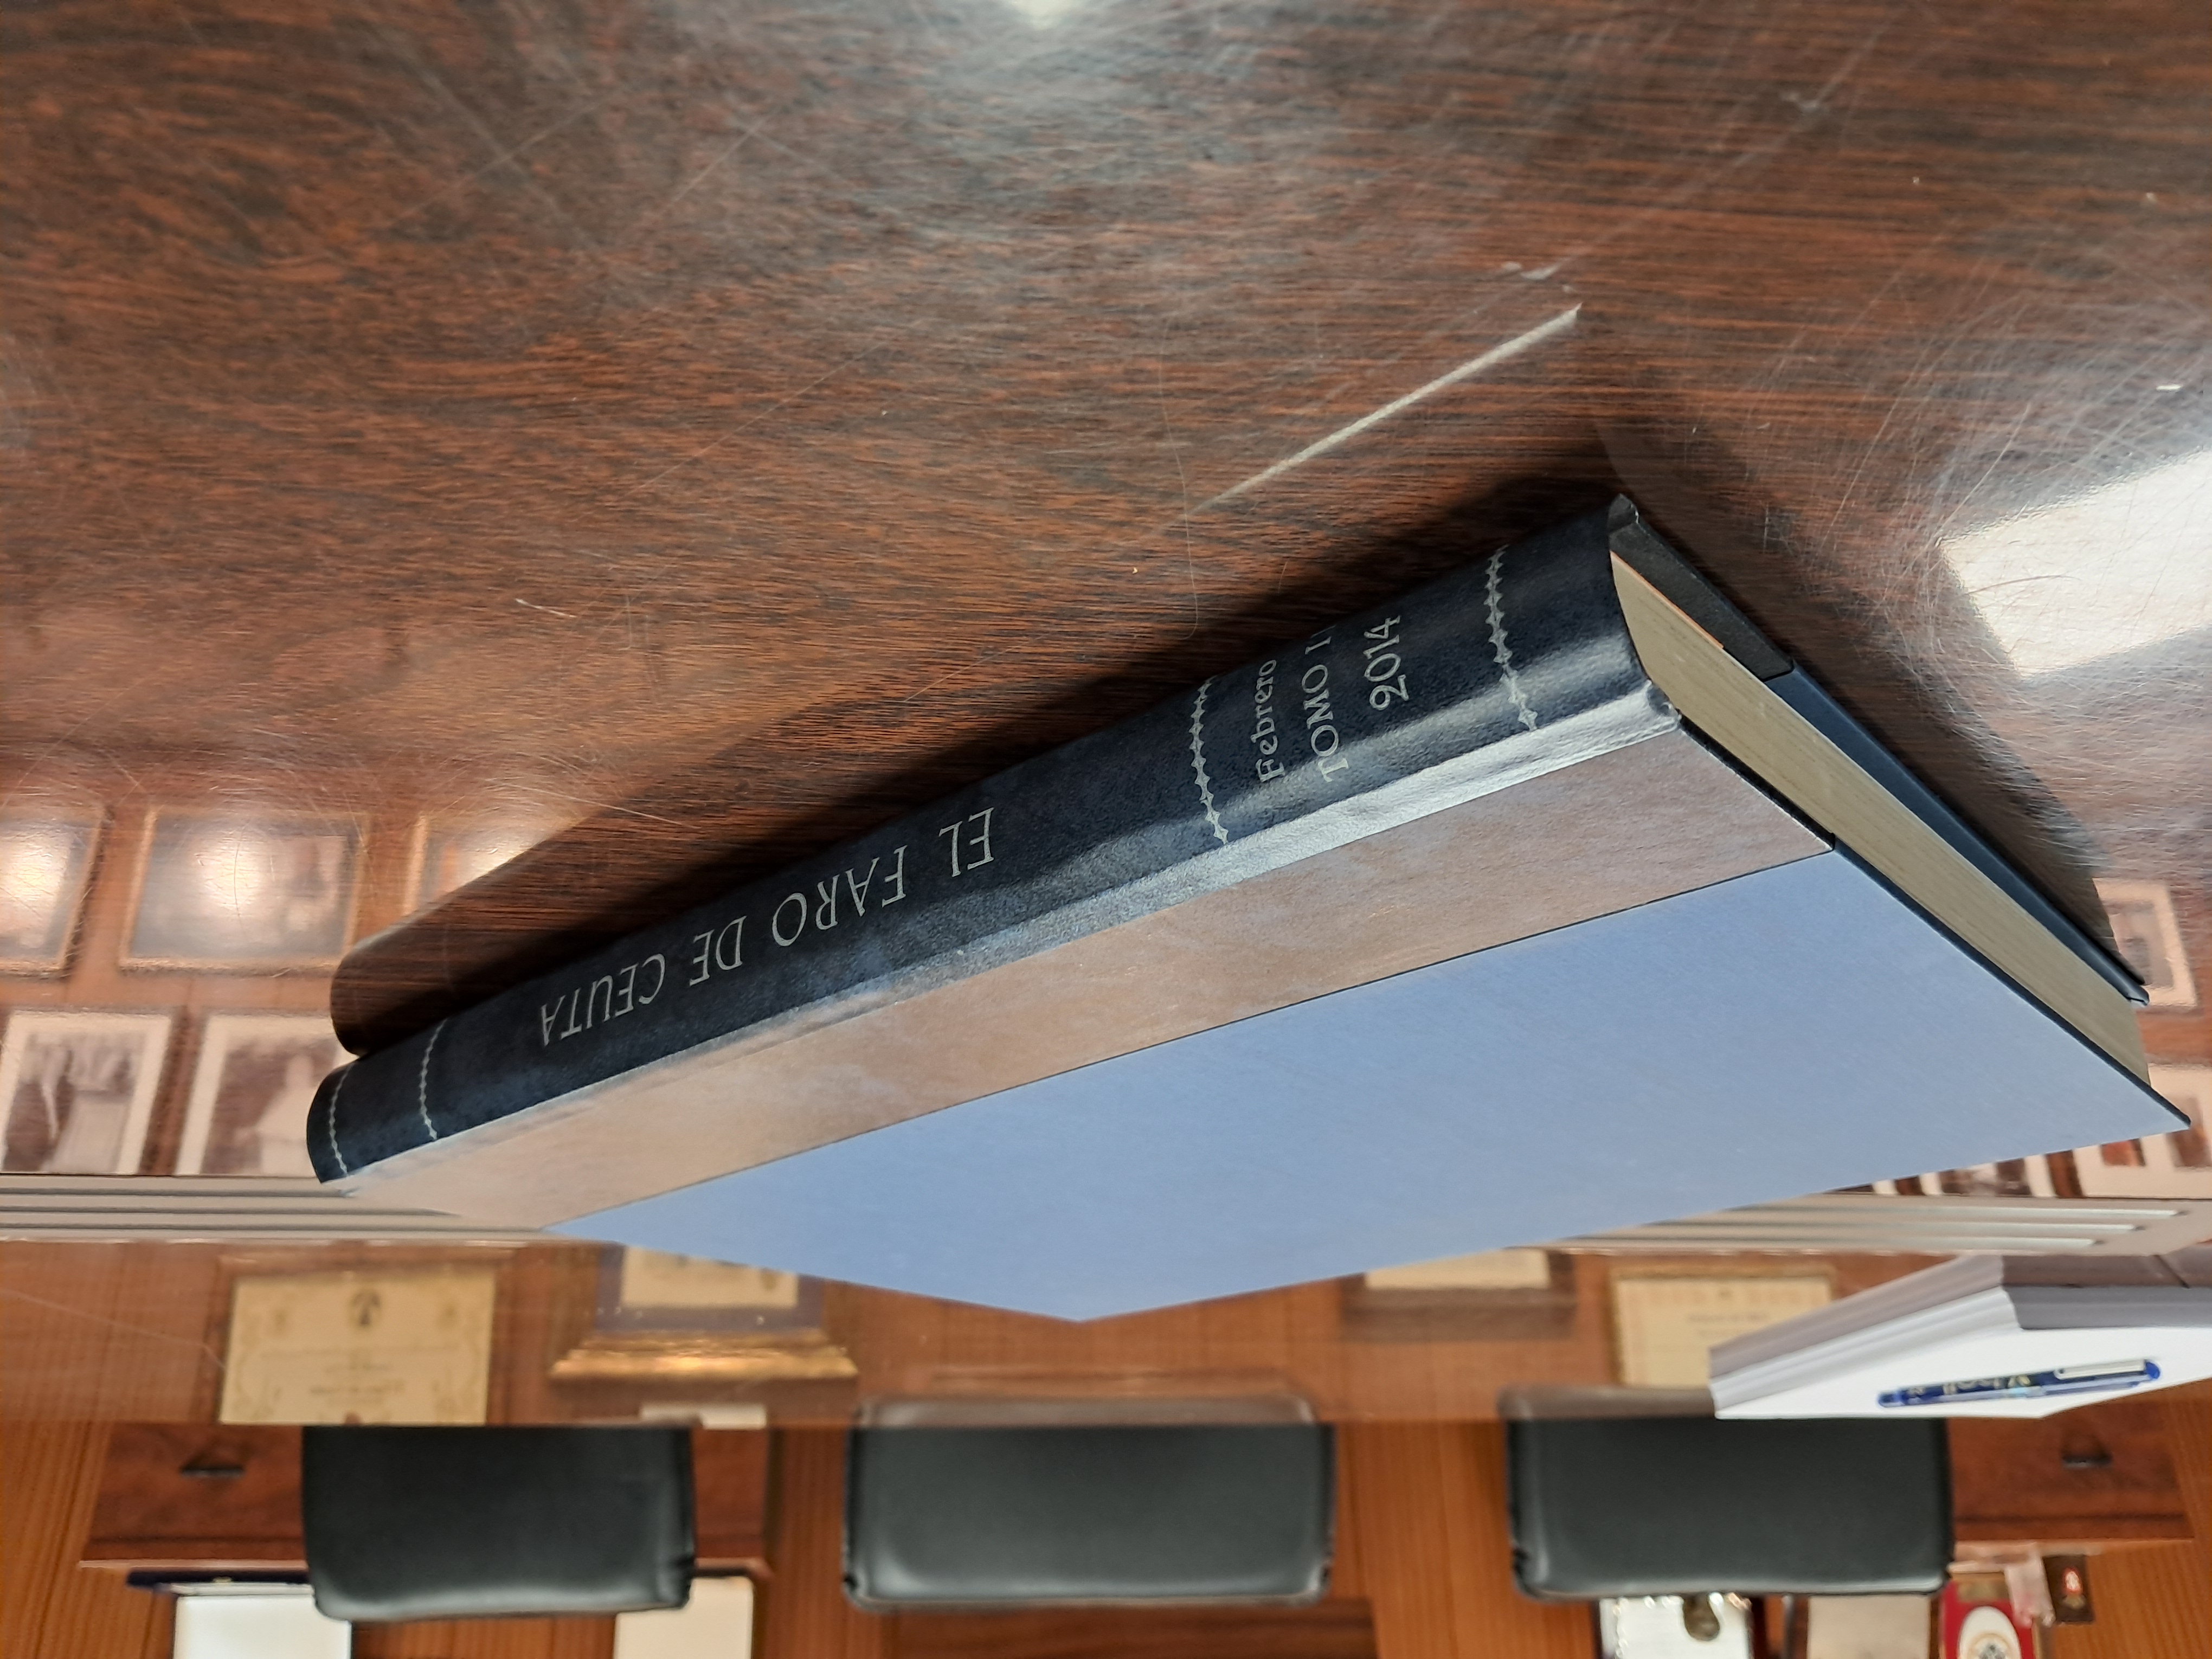 EL FARO DE CEUTA
Febrero
TOMO
2014